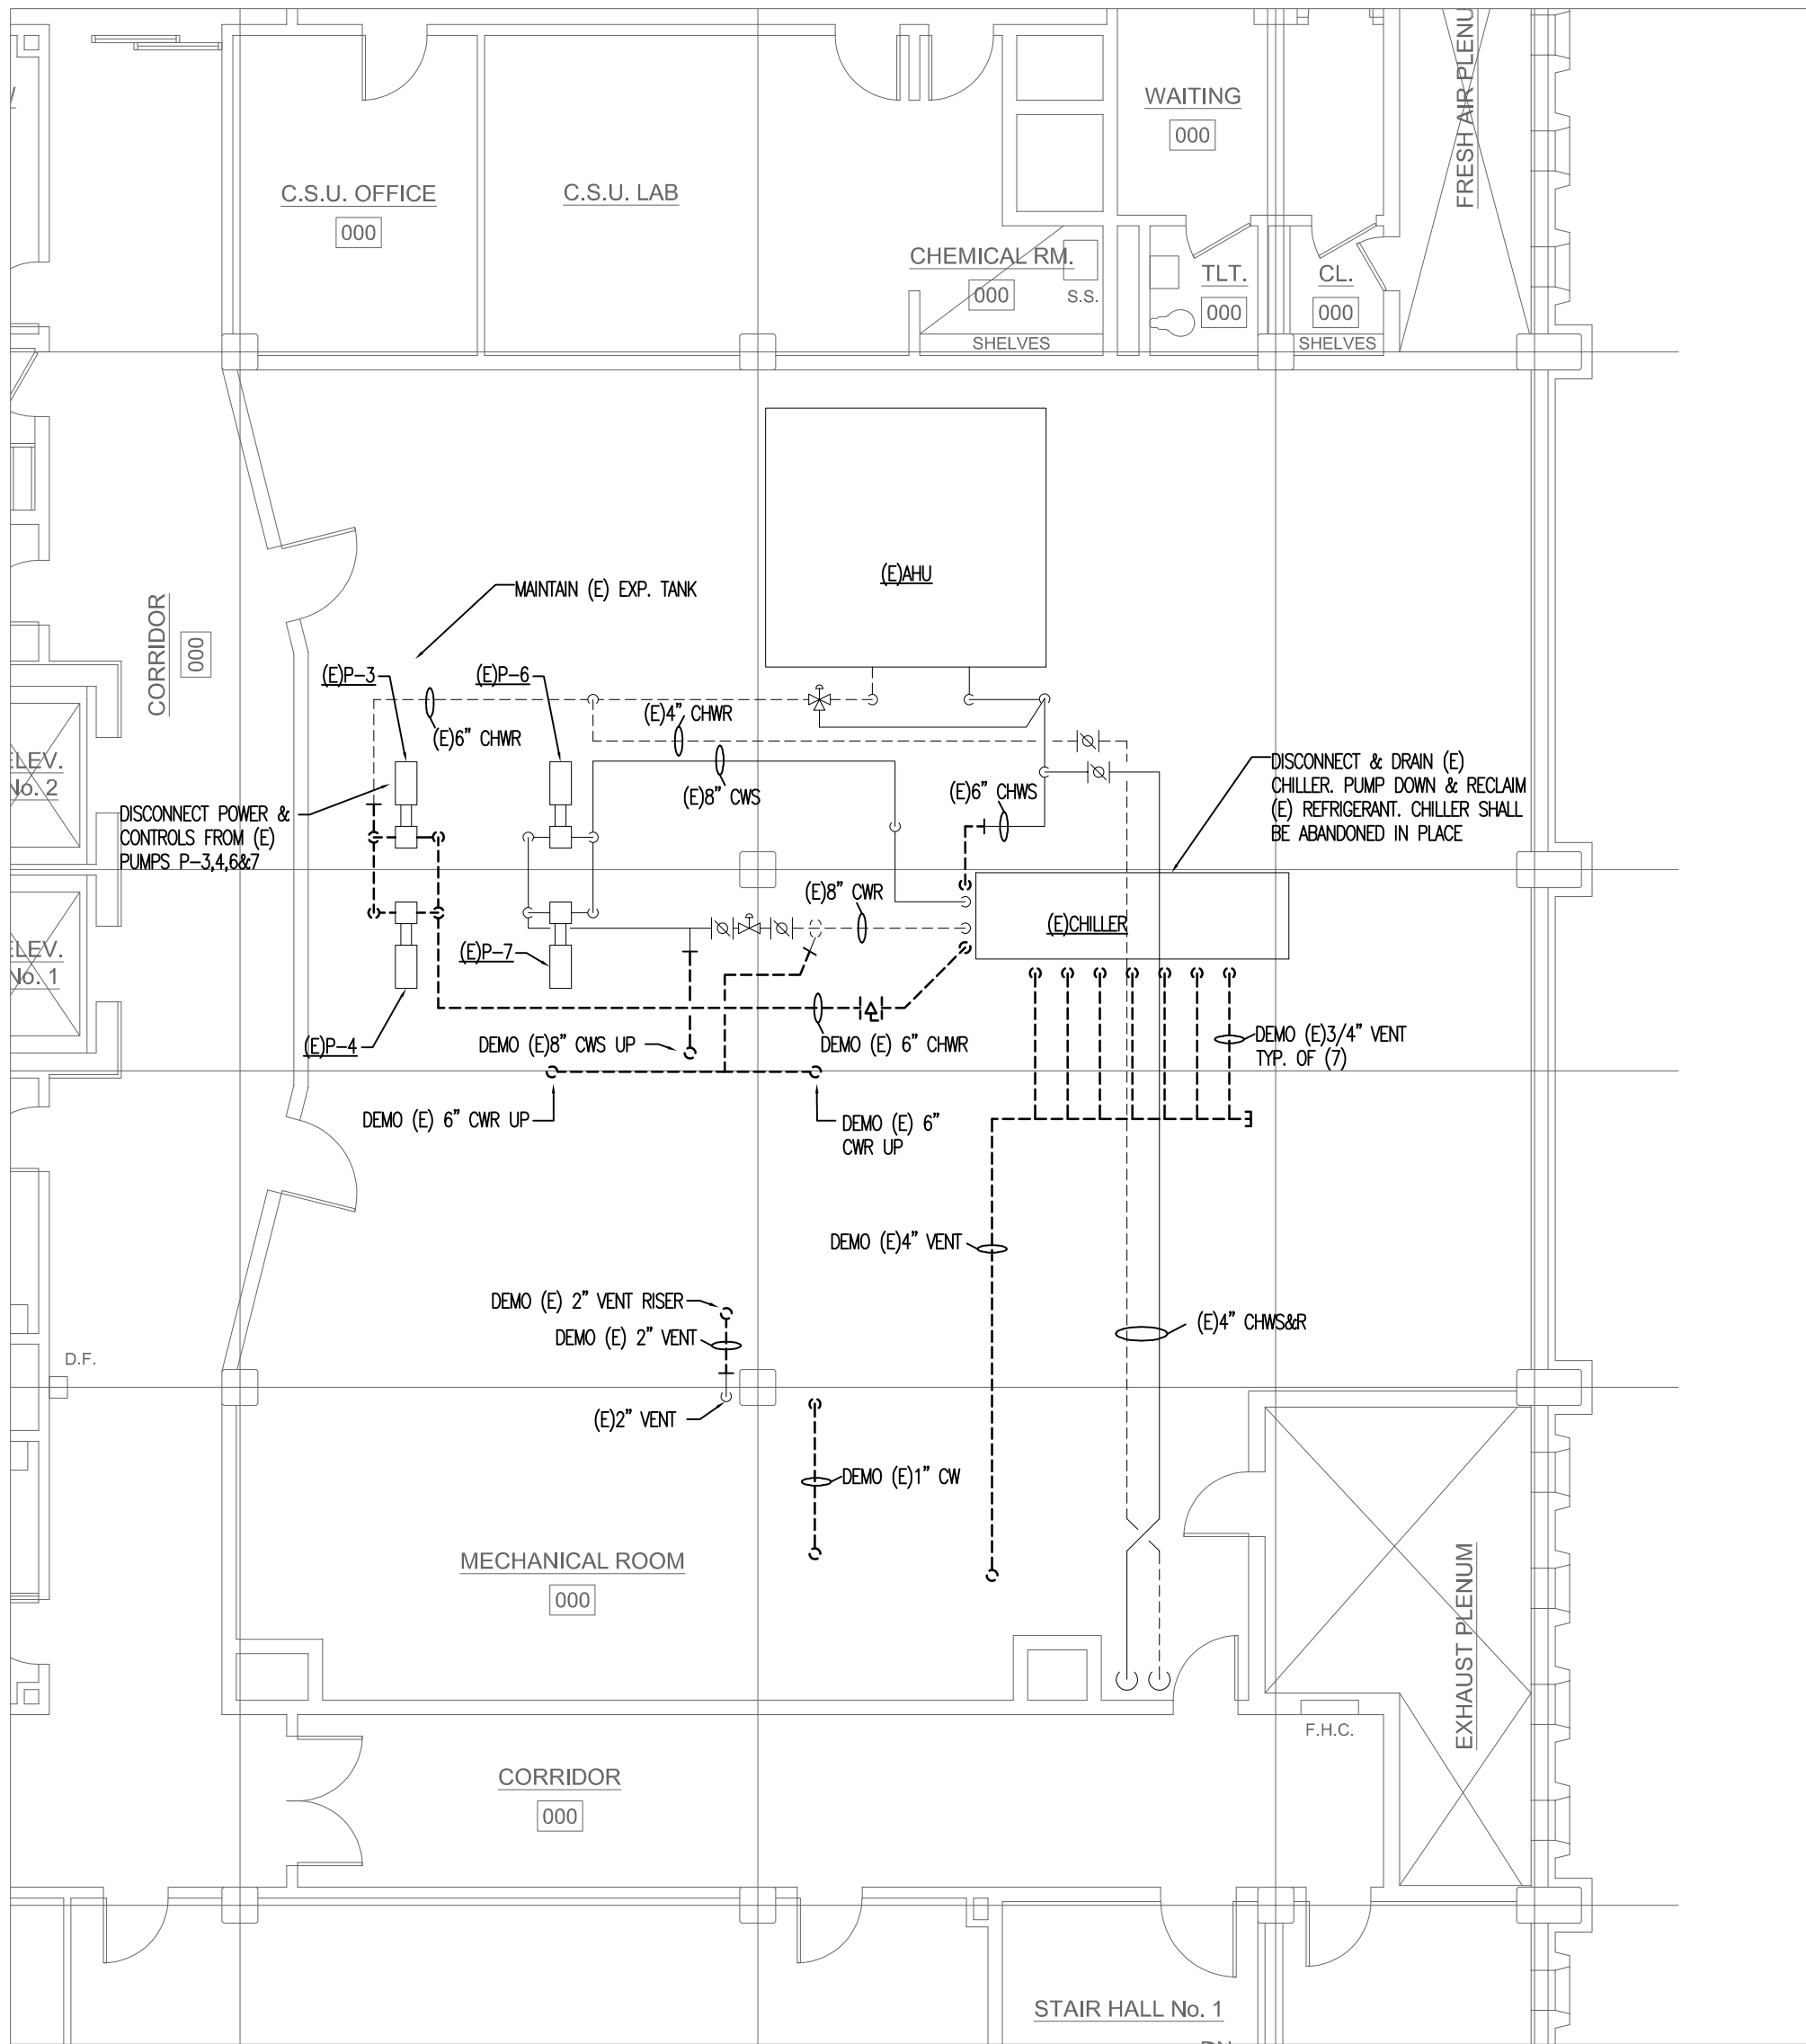 C.S.U. OFFICE
000
C.S.U. LAB
WAITING
000
FRESH AIR PLENUM
CHEMICAL RM.
000
S.S.
SHELVES
TLT.
000
CL.
000
SHELVES
(E)AHU
MAINTAIN (E) EXP. TANK
CORRIDOR
000
(E)P-3
(E)P-6
(E)6" CHWR
(E)4" CHWR
(E)8" CWS
(E)6" CHWS
DISCONNECT & DRAIN (E)
CHILLER. PUMP DOWN & RECLAIM
(E) REFRIGERANT. CHILLER SHALL
BE ABANDONED IN PLACE
ELEV.
No. 2
DISCONNECT POWER &
CONTROLS FROM (E)
PUMPS P-3,4,6&7
(E)8" CWR
(E)CHILLER
ELEV.
No. 1
(E)P-7
(E)P-4
DEMO (E)8" CWS UP
DEMO (E) 6" CHWR
DEMO (E)3/4" VENT
TYP. OF (7)
DEMO (E) 6" CWR UP
DEMO (E) 6"
CWR UP
DEMO (E)4" VENT
DEMO (E) 2" VENT RISER
DEMO (E) 2" VENT
(E)4" CHWS&R
D.F.
(E)2" VENT
DEMO (E)1" CW
MECHANICAL ROOM
000
EXHAUST PLENUM
F.H.C.
CORRIDOR
000
STAIR HALL No. 1